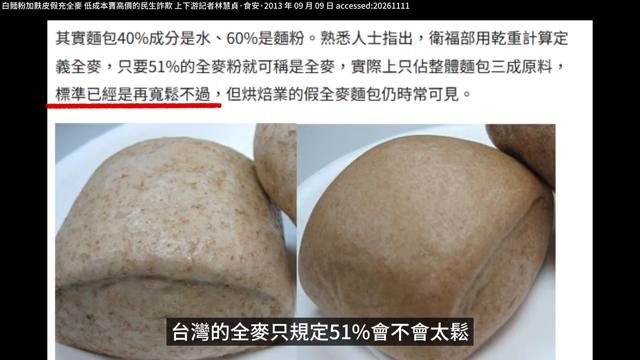 白麵粉加麩皮假充全麥 低成本賣高價的民生詐欺 上下游記者林慧貞·食安·2013 年 09 月 09 日 accessed:20261111
其實麵包40%成分是水、60%是麵粉。熟悉人士指出，衛福部用乾重計算定
義全麥，只要51%的全麥粉就可稱是全麥，實際上只佔整體麵包三成原料，
標準已經是再寬鬆不過，但烘焙業的假全麥麵包仍時常可見。
台灣的全麥只規定51%會不會太鬆